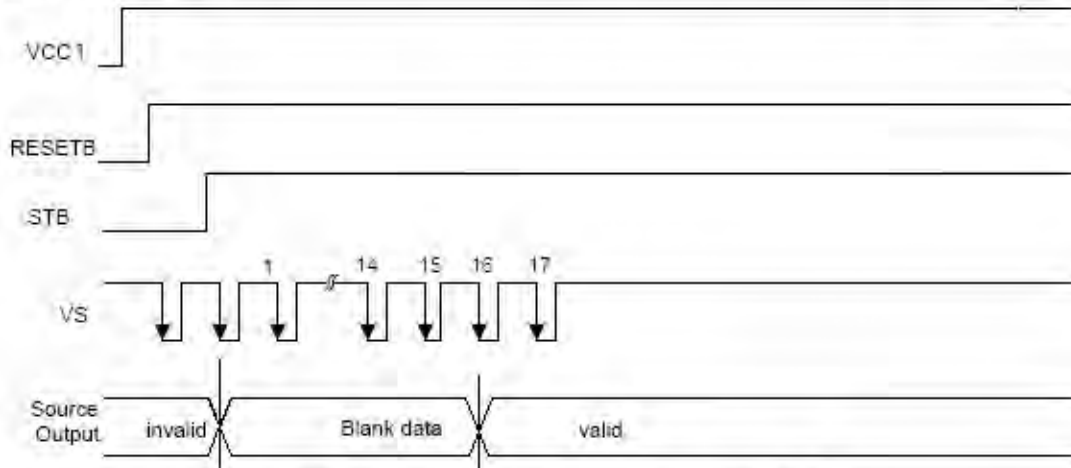 VCC1
RESETB
STB
1 14 15 16 17
VS
Source
Output
invalid
Blank data
valid